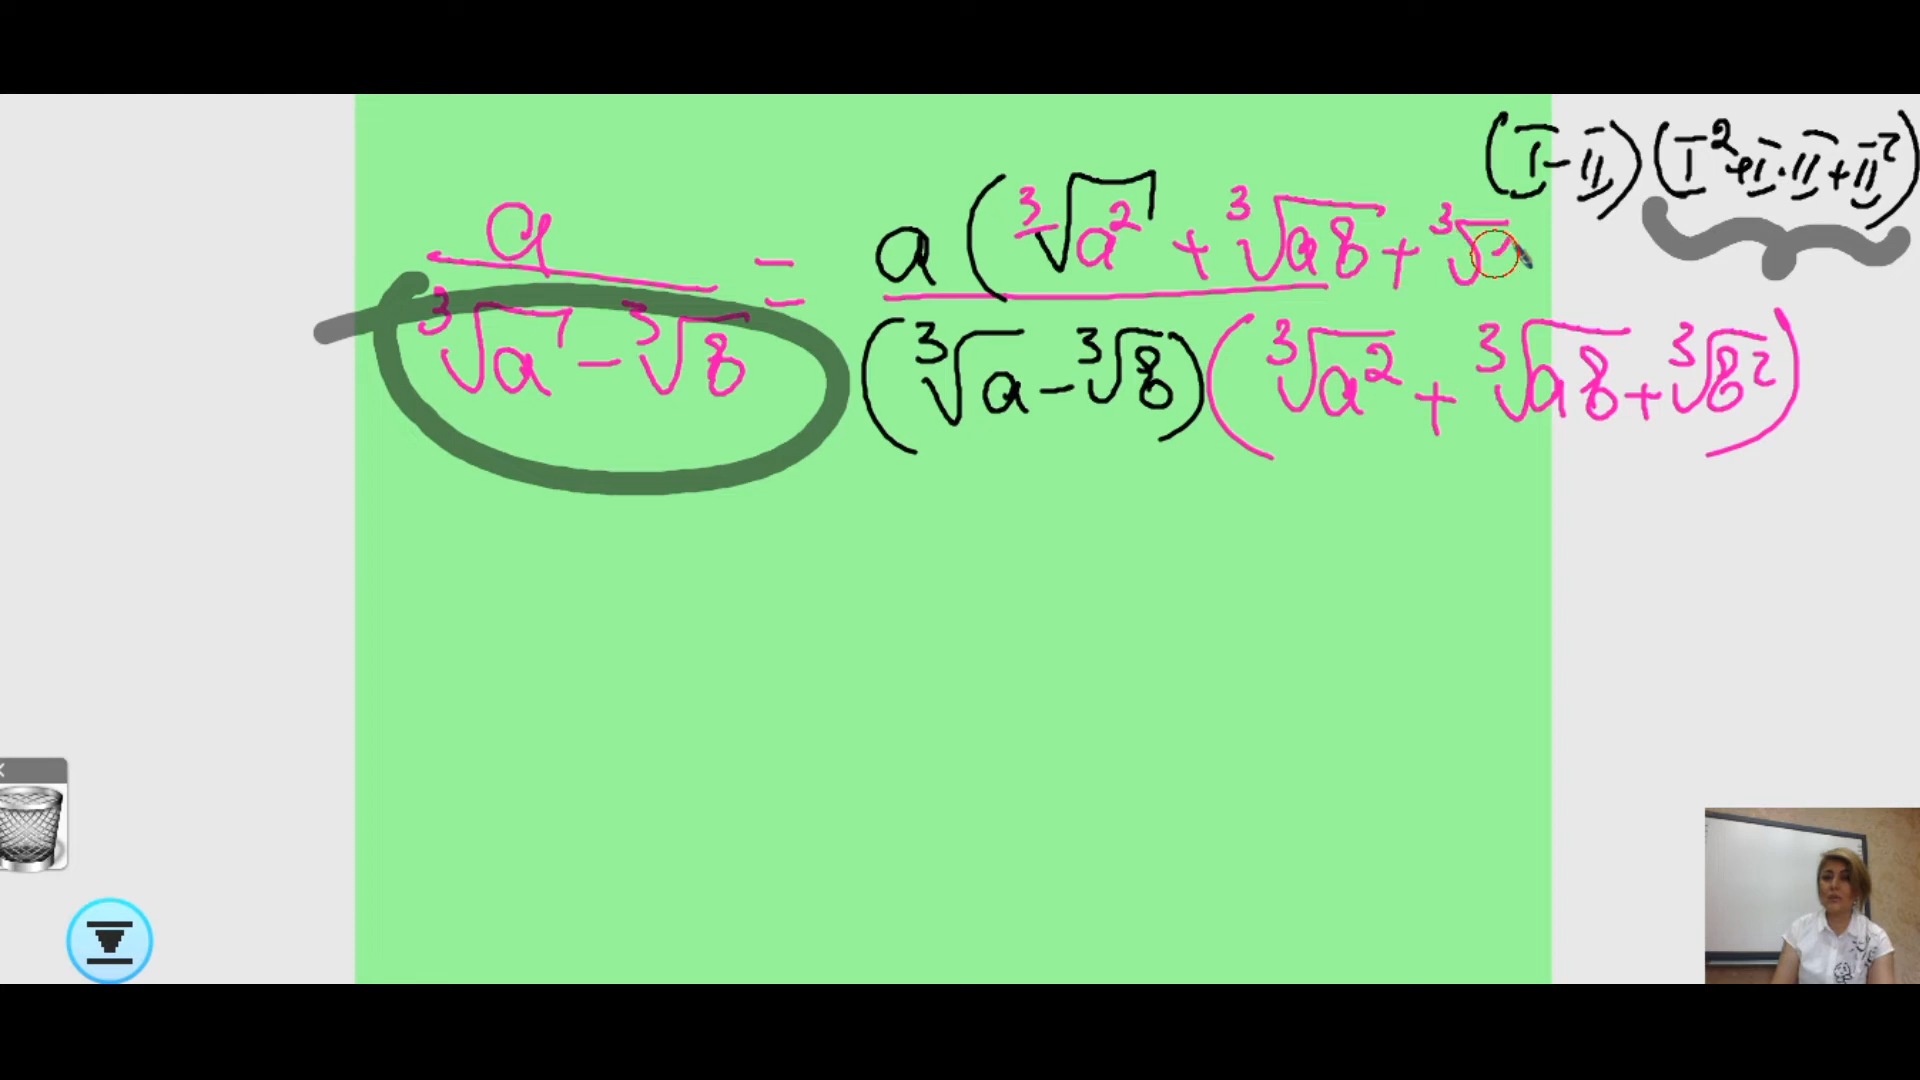 (I-II)(I²+I·II+II²)
a/(∛a-∛b) = a(∛a² + ∛ab + ∛
(∛a-∛b)(∛a² + ∛ab + ∛b²)